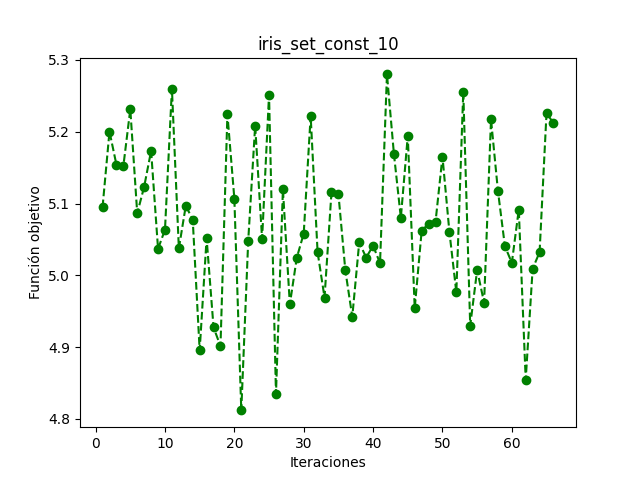 iris_set_const_10
Función objetivo
5.3
5.2
5.1
5.0
4.9
4.8
0 10 20 30 40 50 60
Iteraciones